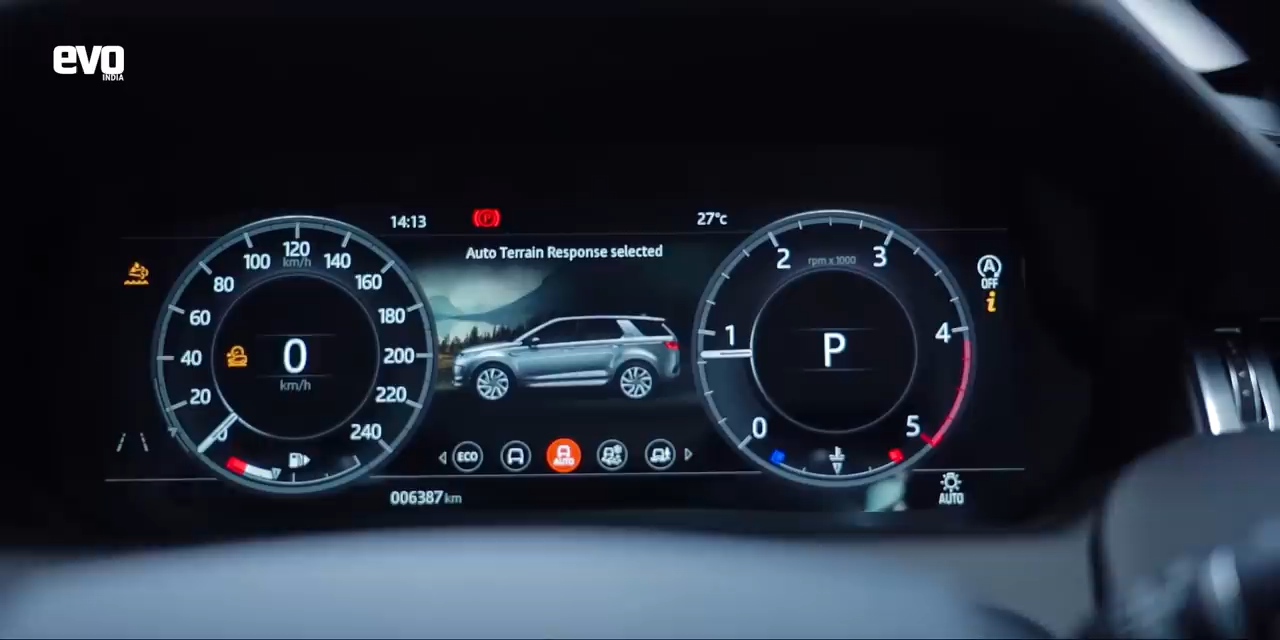 evo
INDIA
14:13
P
27°c
Auto Terrain Response selected
0
20
40
60
80
100
120
140
160
180
200
220
240
km/h
0
km/h
0
1
2
3
4
5
rpm x 1000
P
A
OFF
i
ECO
AUTO
006387 km
AUTO